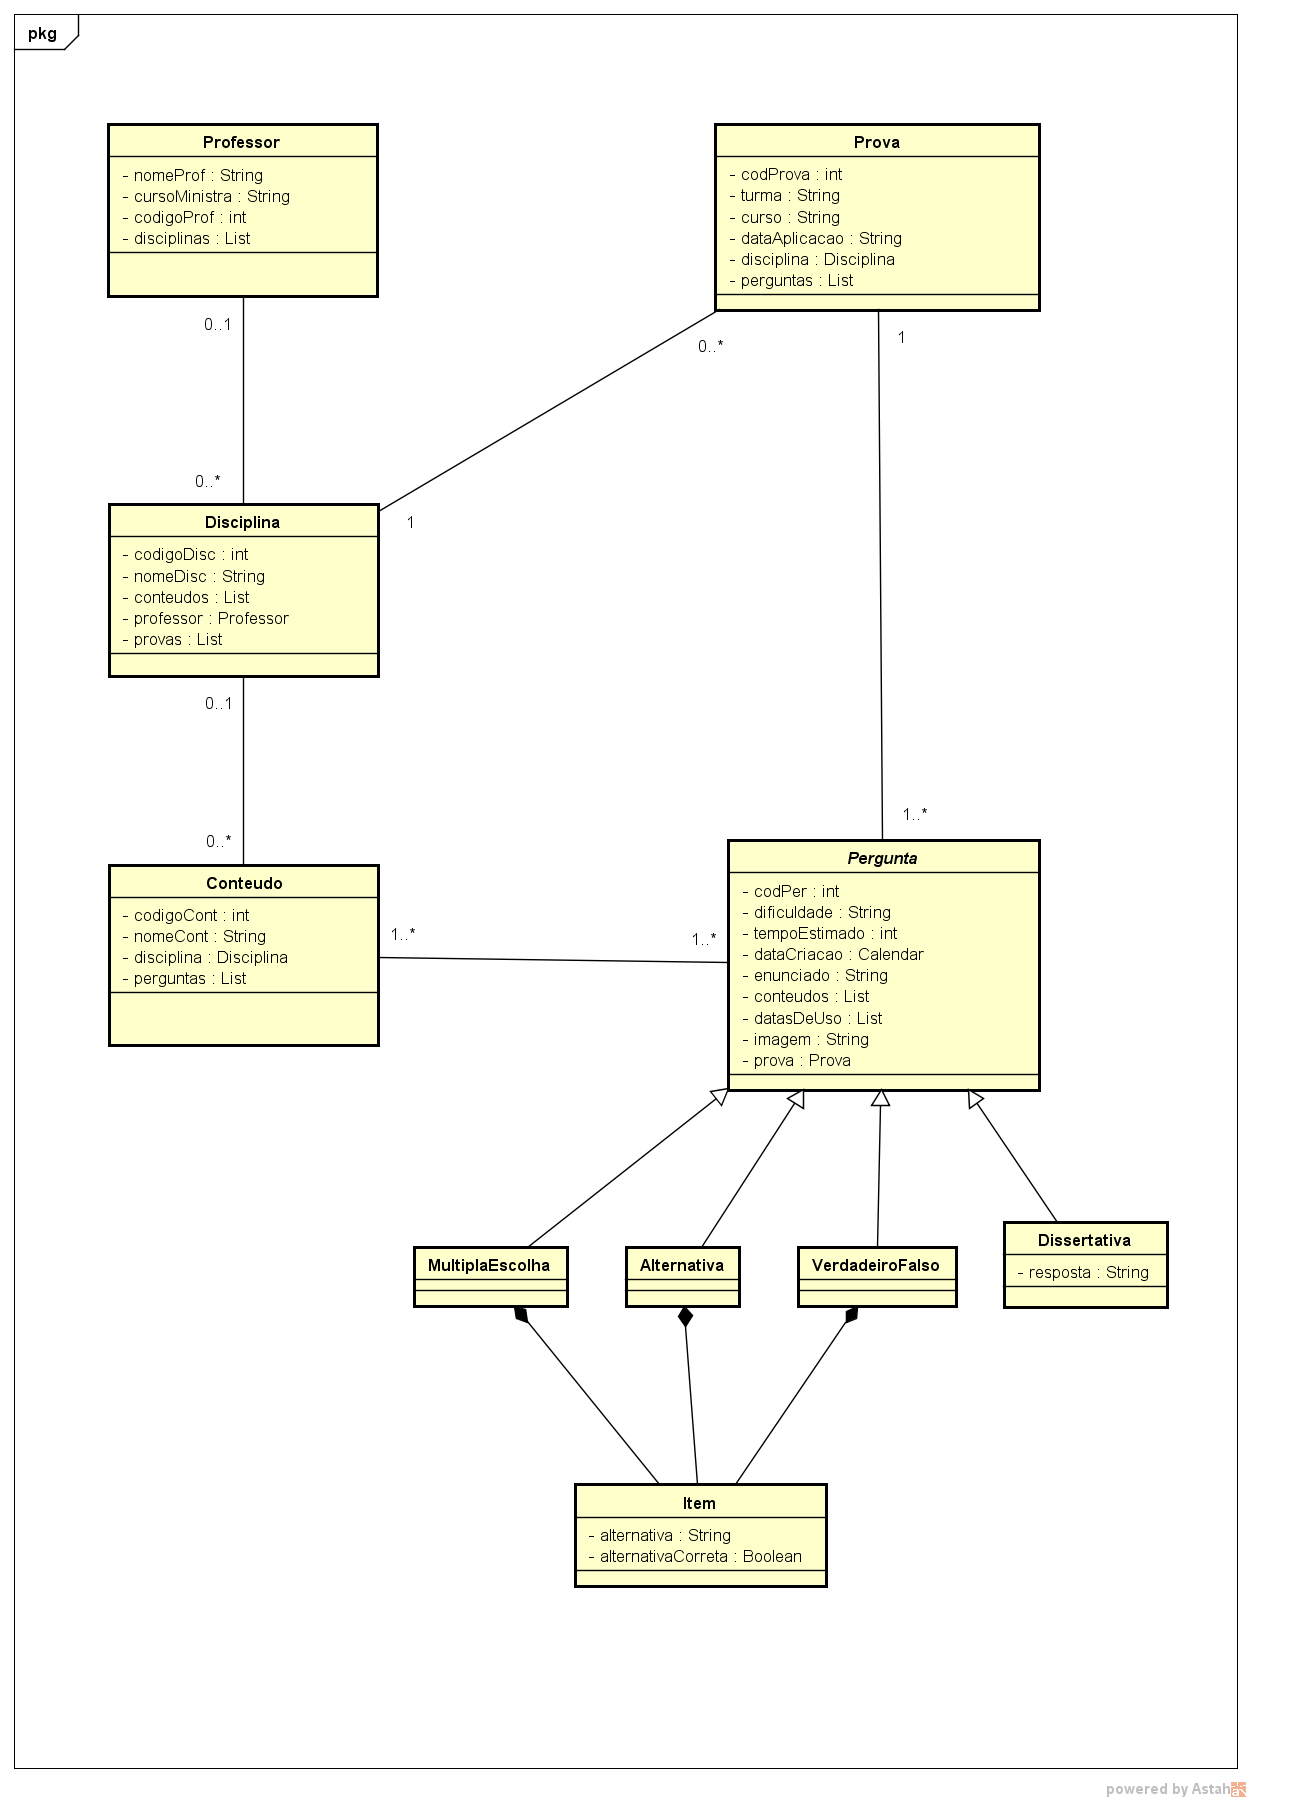 pkg
Professor
- nomeProf : String
- cursoMinistra : String
- codigoProf : int
- disciplinas : List
Prova
- codProva : int
- turma : String
- curso : String
- dataAplicacao : String
- disciplina : Disciplina
- perguntas : List
0..1
0..*
1
0..*
1
Disciplina
- codigoDisc : int
- nomeDisc : String
- conteudos : List
- professor : Professor
- provas : List
0..1
0..*
1..*
Conteudo
- codigoCont : int
- nomeCont : String
- disciplina : Disciplina
- perguntas : List
1..*
1..*
Pergunta
- codPer : int
- dificuldade : String
- tempoEstimado : int
- dataCriacao : Calendar
- enunciado : String
- conteudos : List
- datasDeUso : List
- imagem : String
- prova : Prova
MultiplaEscolha
Alternativa
VerdadeiroFalso
Dissertativa
- resposta : String
Item
- alternativa : String
- alternativaCorreta : Boolean
powered by Astah